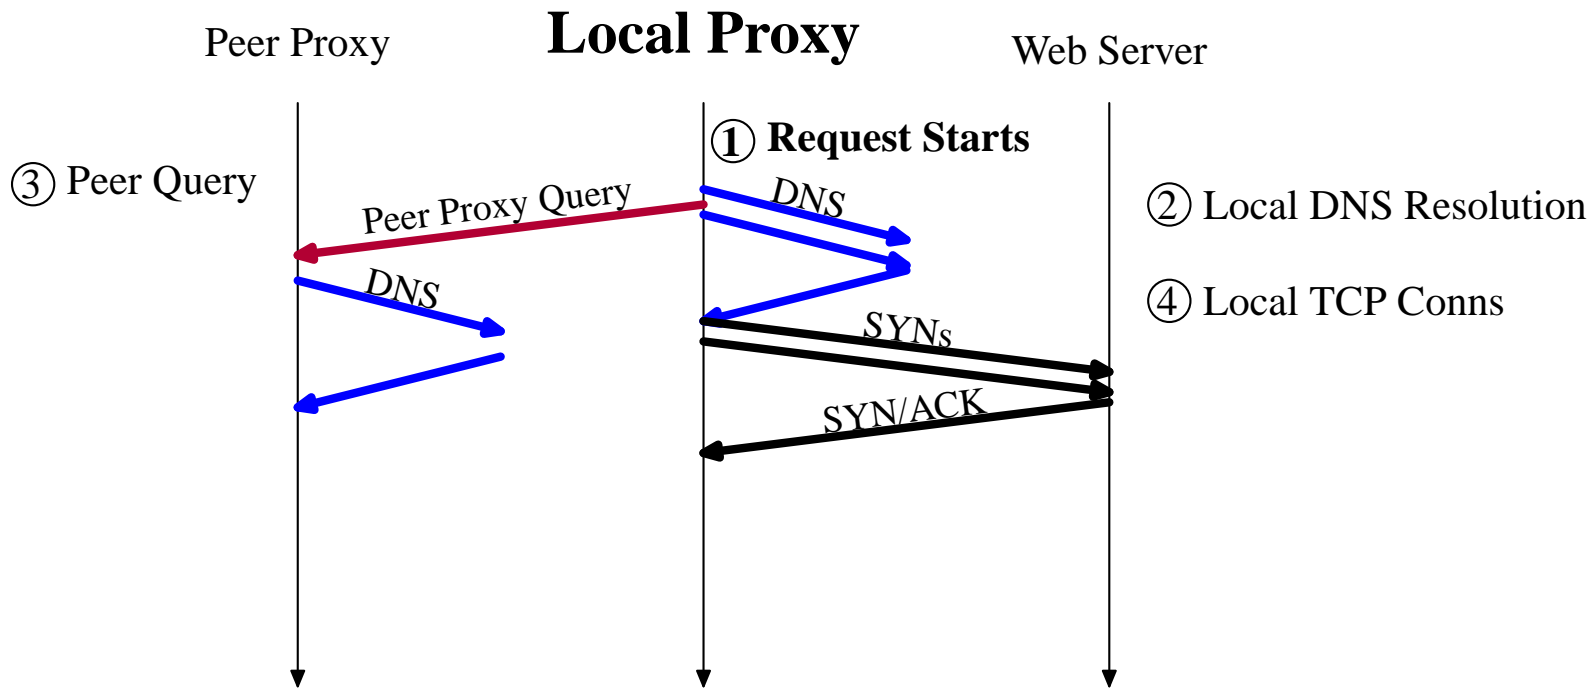 Peer Proxy
Local Proxy
Web Server
① Request Starts
③ Peer Query
Peer Proxy Query
DNS
② Local DNS Resolution
DNS
④ Local TCP Conns
SYNs
SYN/ACK